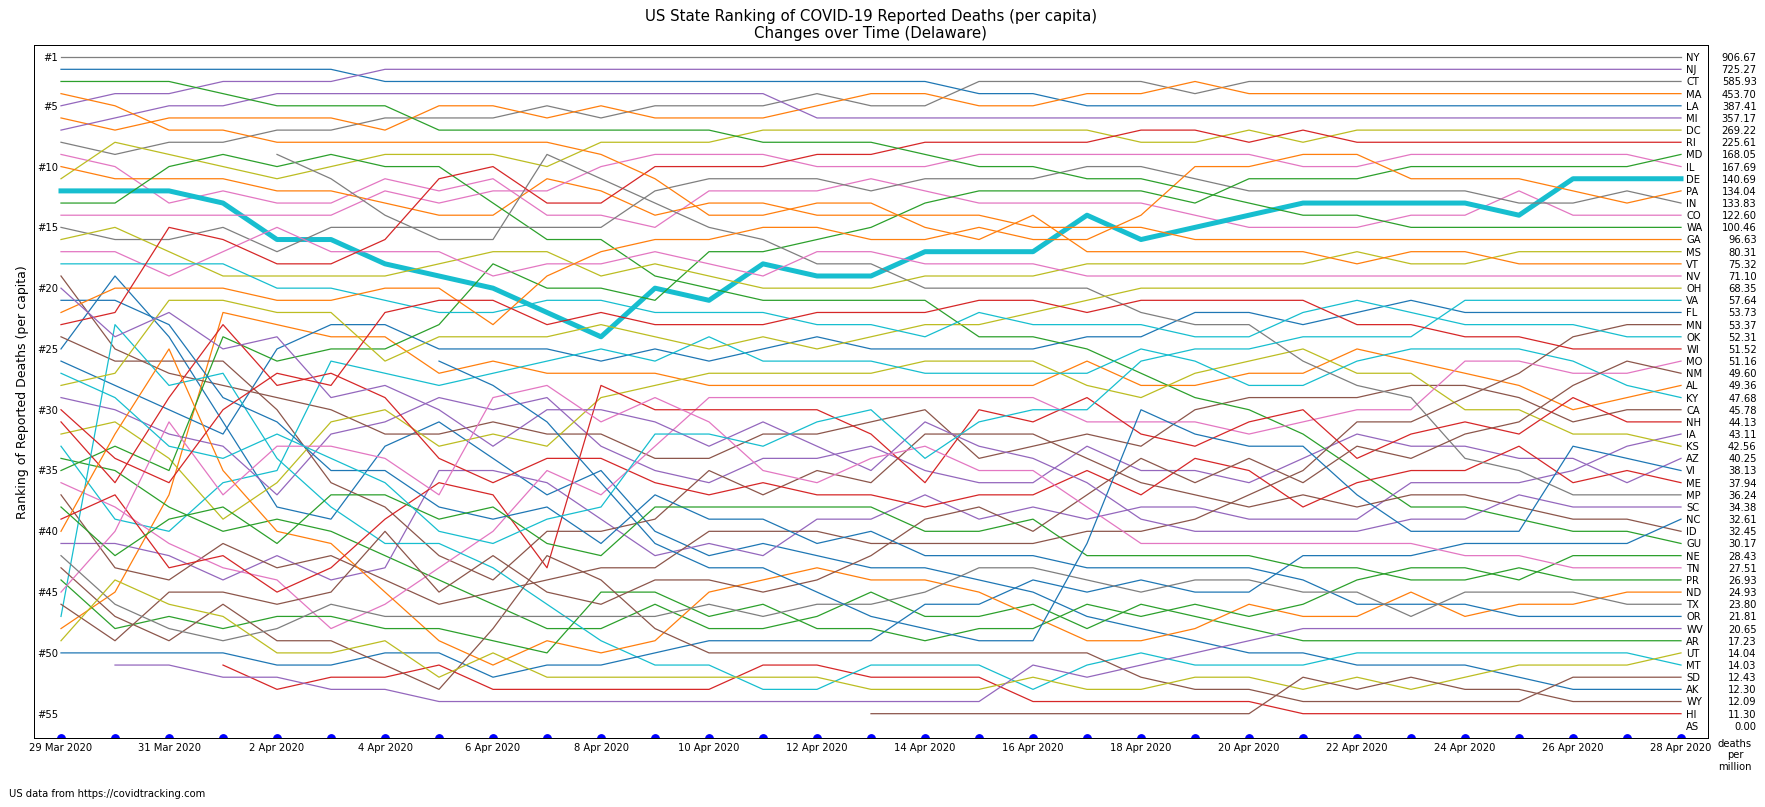 US State Ranking of COVID-19 Reported Deaths (per capita)
Changes over Time (Delaware)
Ranking of Reported Deaths (per capita)
#1
#5
#10
#15
#20
#25
#30
#35
#40
#45
#50
#55
NY 906.67
NJ 725.27
CT 585.93
MA 453.70
LA 387.41
MI 357.17
DC 269.22
RI 225.61
MD 168.05
IL 167.69
DE 140.69
PA 134.04
IN 133.83
CO 122.60
WA 100.46
GA 96.63
MS 80.31
VT 75.32
NV 71.10
OH 68.35
VA 57.64
FL 53.73
MN 53.37
OK 52.31
WI 51.52
MO 51.16
NM 49.60
AL 49.36
KY 47.68
CA 45.78
NH 44.13
IA 43.11
KS 42.56
AZ 40.25
VI 38.13
ME 37.94
MP 36.24
SC 34.38
NC 32.61
ID 32.45
GU 30.17
NE 28.43
TN 27.51
PR 26.93
ND 24.93
TX 23.80
OR 21.81
WV 20.65
AR 17.23
UT 14.04
MT 14.03
SD 12.43
AK 12.30
WY 12.09
HI 11.30
AS 0.00
29 Mar 2020 31 Mar 2020 2 Apr 2020 4 Apr 2020 6 Apr 2020 8 Apr 2020 10 Apr 2020 12 Apr 2020 14 Apr 2020 16 Apr 2020 18 Apr 2020 20 Apr 2020 22 Apr 2020 24 Apr 2020 26 Apr 2020 28 Apr 2020
deaths
per
million
US data from https://covidtracking.com